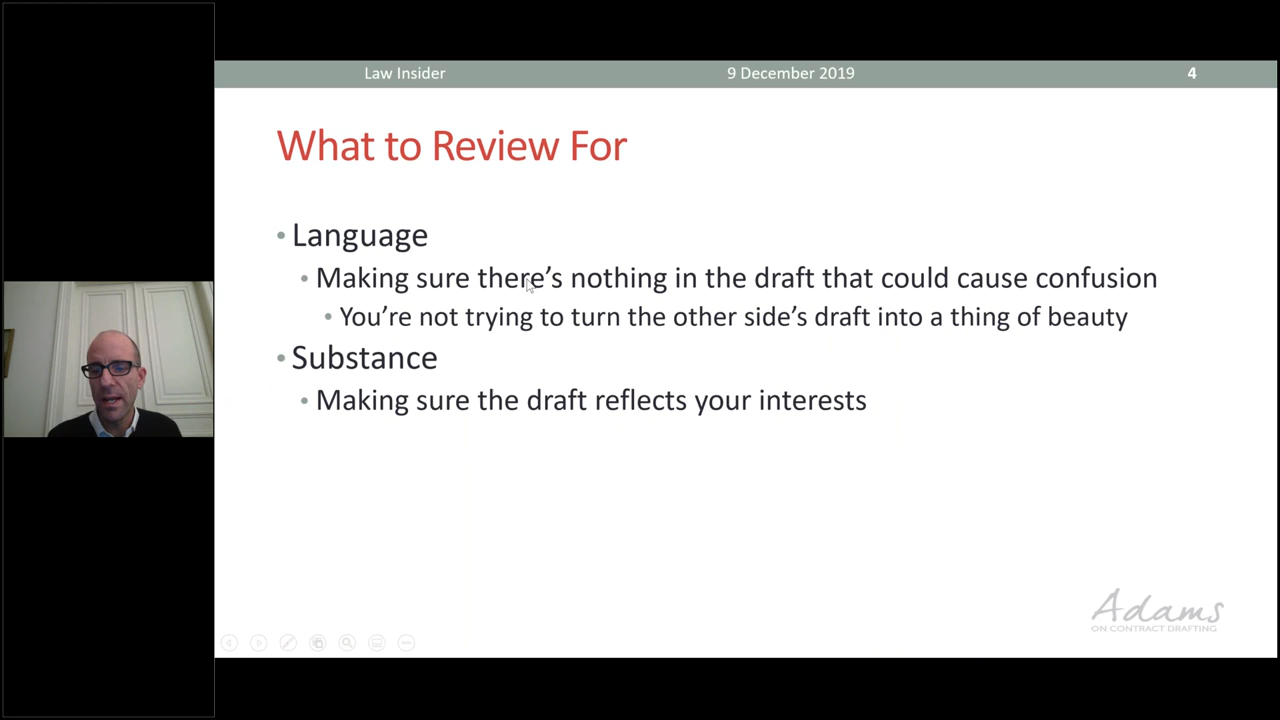 Law Insider 9 December 2019 4
What to Review For
• Language
• Making sure there's nothing in the draft that could cause confusion
• You're not trying to turn the other side's draft into a thing of beauty
• Substance
• Making sure the draft reflects your interests
Adams
ON CONTRACT DRAFTING